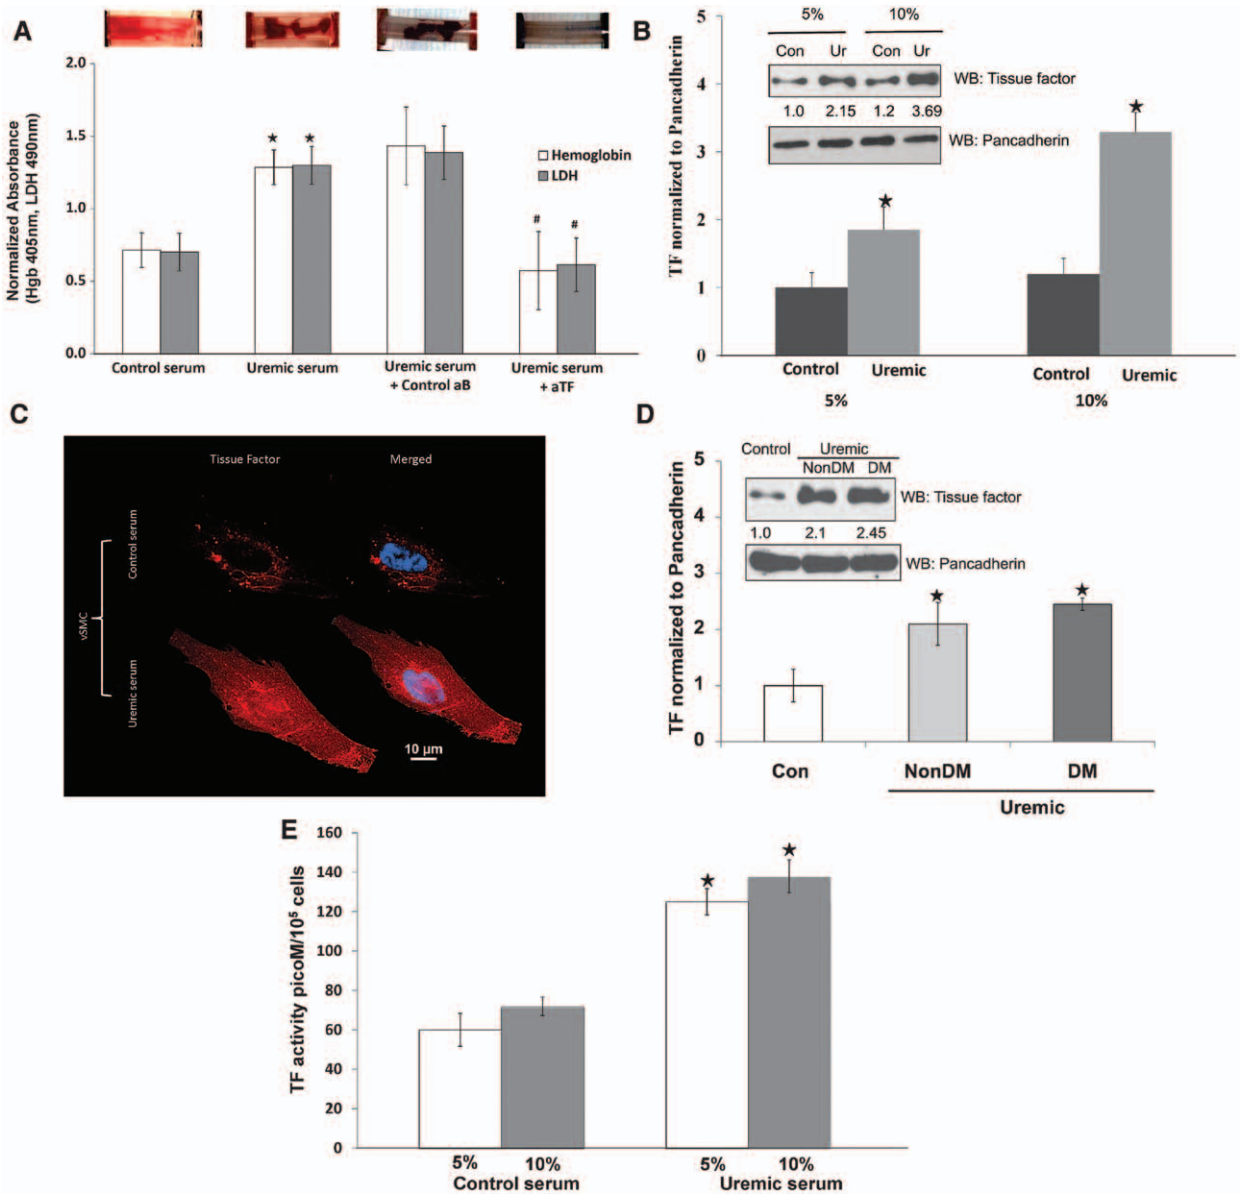 A
2.0
1.5
1.0
0.5
0.0
Normalized Absorbance
(Hgb 405nm, LDH 490nm)
★ ★
# #
Hemoglobin
LDH
Control serum
Uremic serum
Uremic serum
+ Control aB
Uremic serum
+ aTF
B
5
4
3
2
1
0
TF normalized to Pancadherin
5% 10%
Con Ur Con Ur
WB: Tissue factor
1.0 2.15 1.2 3.69
WB: Pancadherin
★
★
Control Uremic Control Uremic
5% 10%
C
Tissue Factor Merged
Control serum
vSMC
Uremic serum
10 μm
D
5
4
3
2
1
0
TF normalized to Pancadherin
Control Uremic
NonDM DM
WB: Tissue factor
1.0 2.1 2.45
WB: Pancadherin
★ ★
Con NonDM DM
Uremic
E
160
140
120
100
80
60
40
20
0
TF activity picoM/10⁵ cells
★ ★
5% 10% 5% 10%
Control serum Uremic serum